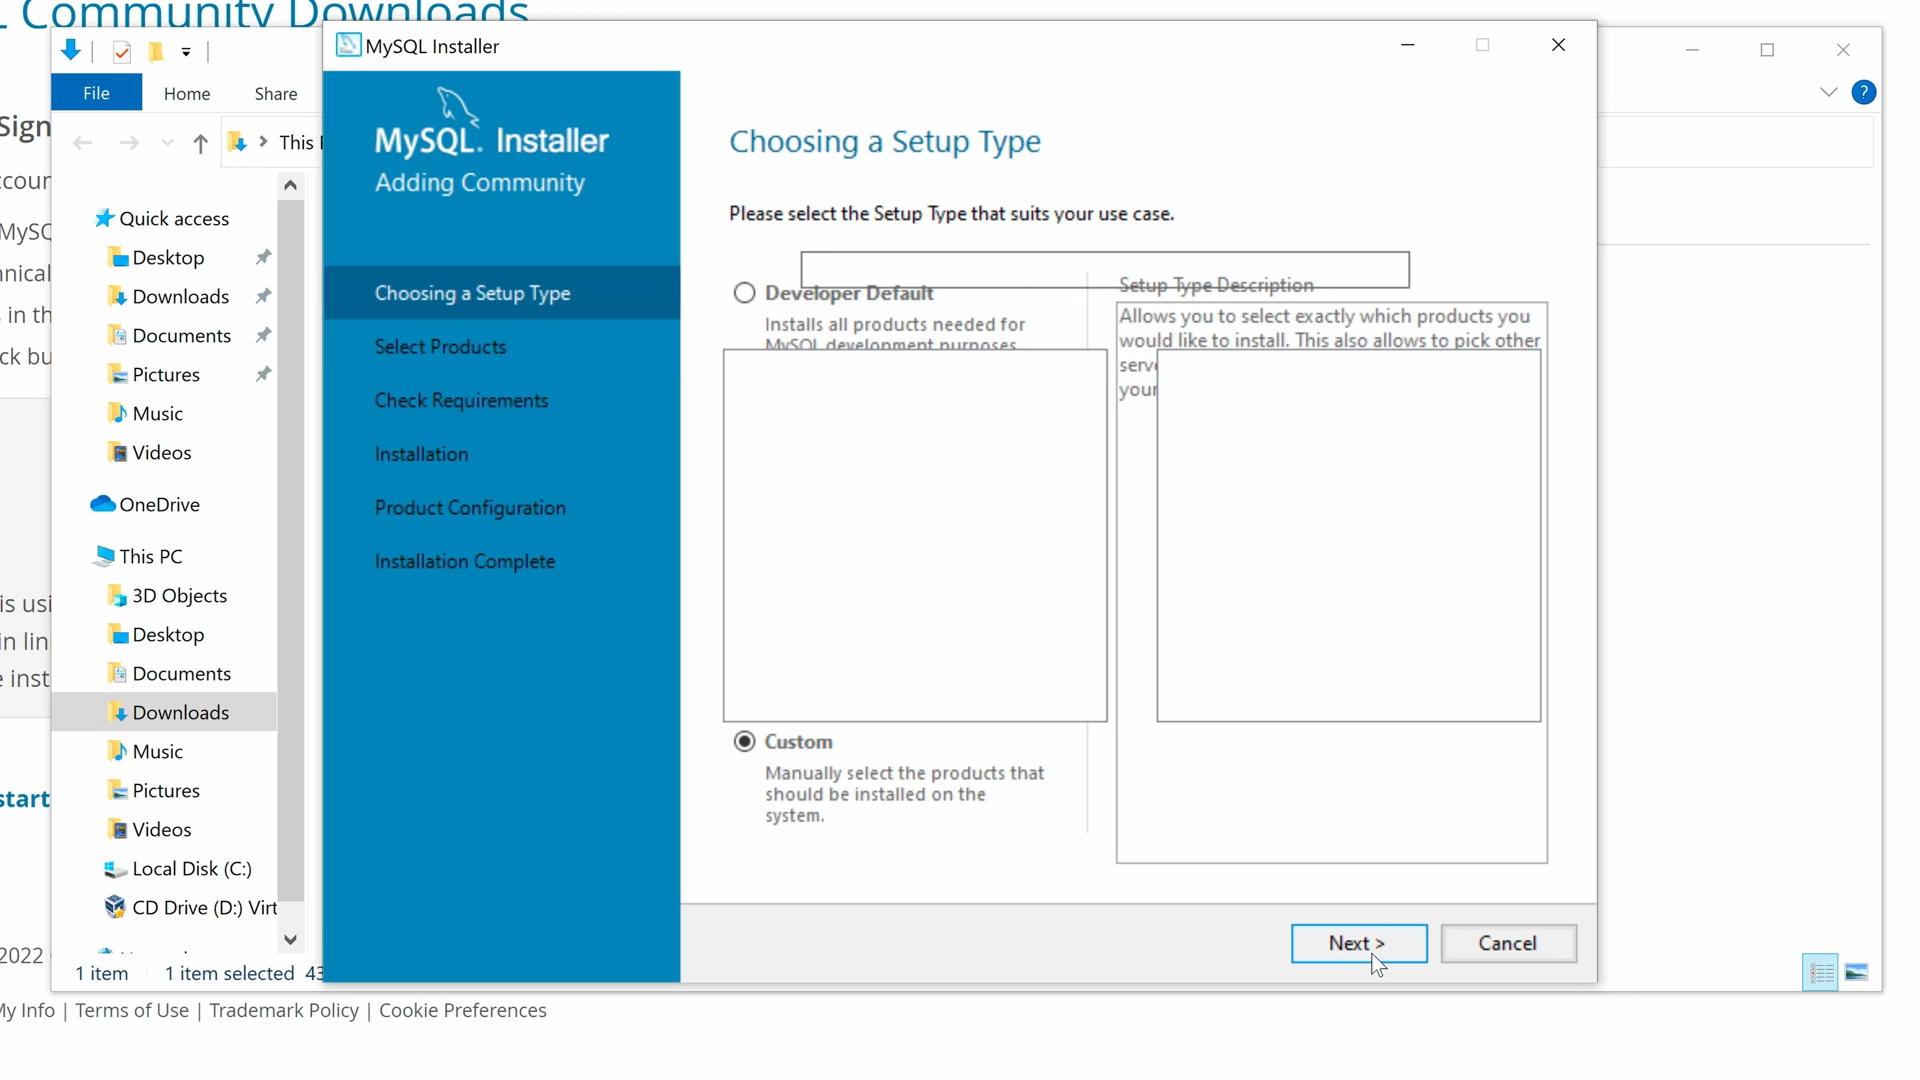 Community Downloads
MySQL Installer
File
Home
Share
Sign
This
MySQL. Installer
Adding Community
Choosing a Setup Type
Please select the Setup Type that suits your use case.
Quick access
Desktop
Downloads
Documents
Pictures
Music
Videos
OneDrive
This PC
3D Objects
Desktop
Documents
Downloads
Music
Pictures
Videos
Local Disk (C:)
CD Drive (D:) Virt
Choosing a Setup Type
Select Products
Check Requirements
Installation
Product Configuration
Installation Complete
Developer Default
Installs all products needed for
MySQL development purposes
Custom
Manually select the products that
should be installed on the
system.
Setup Type Description
Allows you to select exactly which products you
would like to install. This also allows to pick other
serve
your
Next >
Cancel
in th
ck bu
is usi
in lin
e inst
start
2022
1 item
1 item selected 43
My Info | Terms of Use | Trademark Policy | Cookie Preferences
?